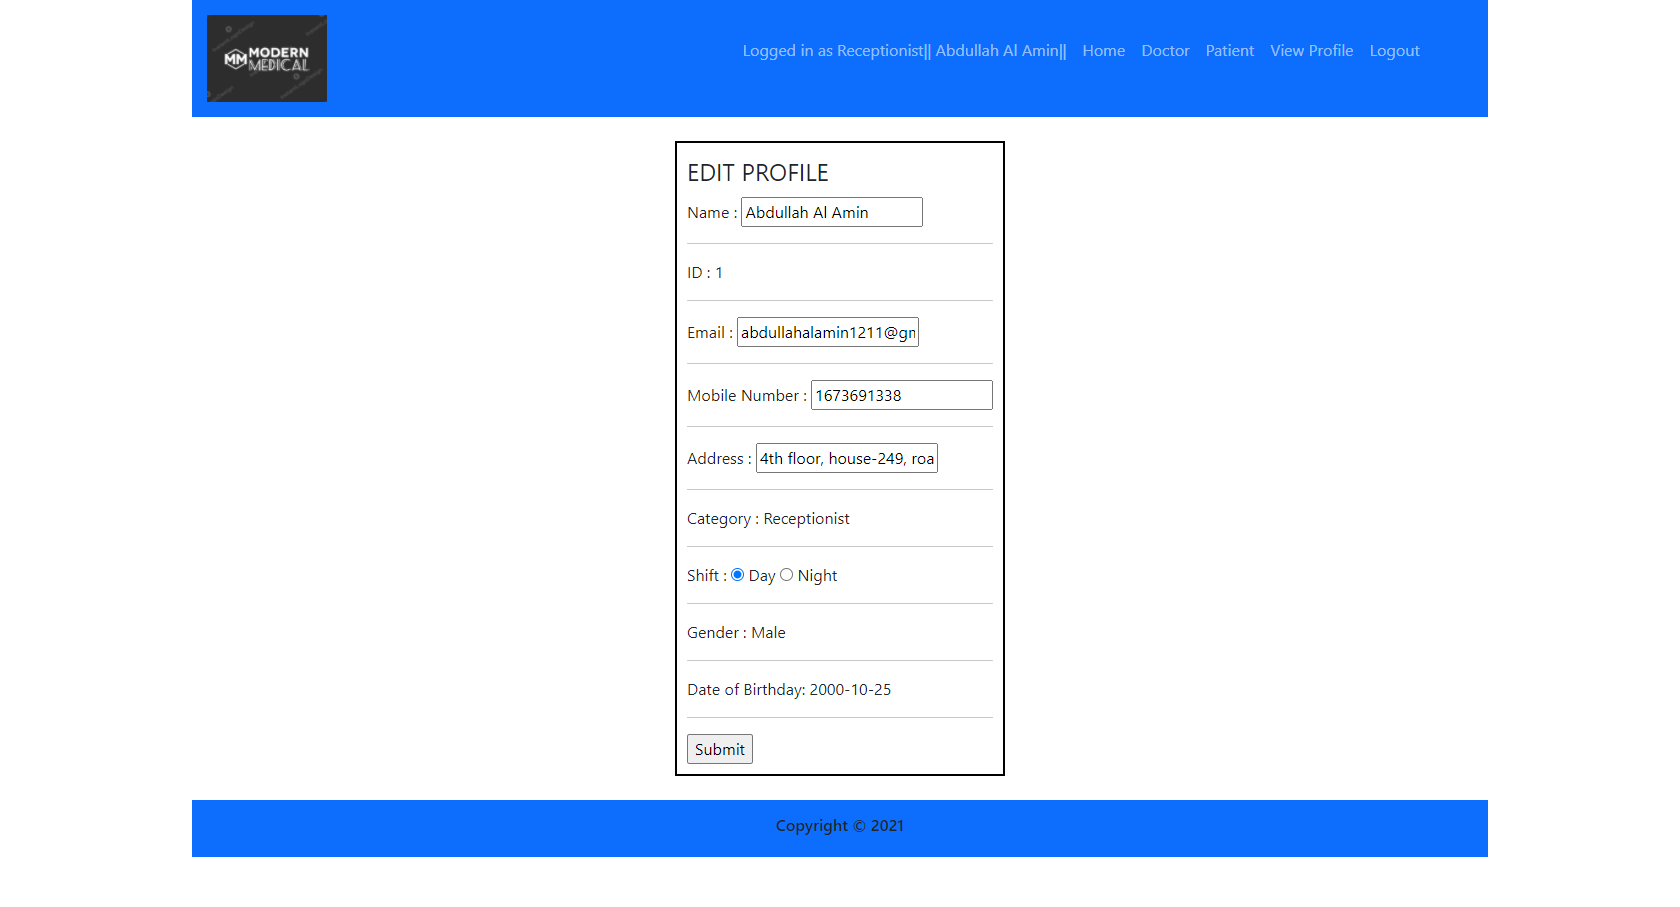 MM MODERN
MEDICAL
Logged in as Receptionist|| Abdullah Al Amin|| Home Doctor Patient View Profile Logout
EDIT PROFILE
Name : Abdullah Al Amin
ID : 1
Email : abdullahalamin1211@gm
Mobile Number : 1673691338
Address : 4th floor, house-249, roa
Category : Receptionist
Shift : Day Night
Gender : Male
Date of Birthday: 2000-10-25
Submit
Copyright © 2021